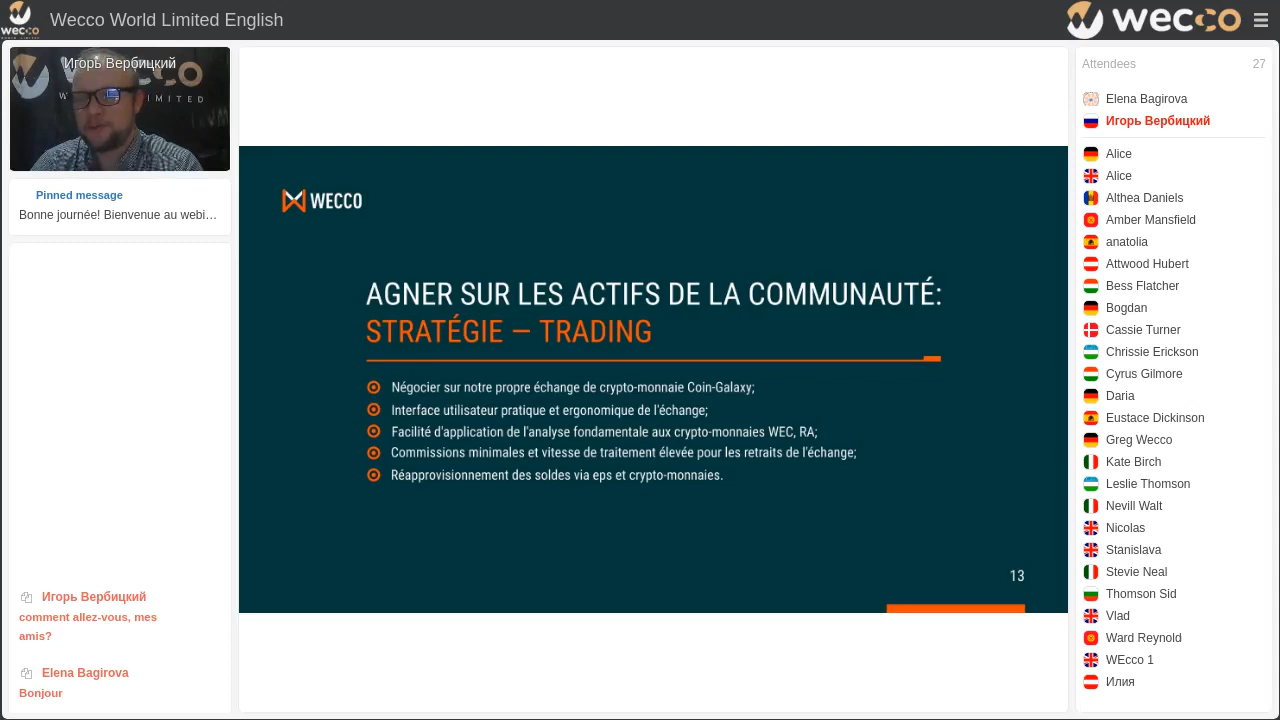 wecco
Wecco World Limited English
wecco
Игорь Вербицкий
Pinned message
Bonne journée! Bienvenue au webi…
Игорь Вербицкий
comment allez-vous, mes
amis?
Elena Bagirova
Bonjour
WECCO
AGNER SUR LES ACTIFS DE LA COMMUNAUTÉ:
STRATÉGIE — TRADING
Négocier sur notre propre échange de crypto-monnaie Coin-Galaxy;
Interface utilisateur pratique et ergonomique de l'échange;
Facilité d'application de l'analyse fondamentale aux crypto-monnaies WEC, RA;
Commissions minimales et vitesse de traitement élevée pour les retraits de l'échange;
Réapprovisionnement des soldes via eps et crypto-monnaies.
13
Attendees 27
Elena Bagirova
Игорь Вербицкий
Alice
Alice
Althea Daniels
Amber Mansfield
anatolia
Attwood Hubert
Bess Flatcher
Bogdan
Cassie Turner
Chrissie Erickson
Cyrus Gilmore
Daria
Eustace Dickinson
Greg Wecco
Kate Birch
Leslie Thomson
Nevill Walt
Nicolas
Stanislava
Stevie Neal
Thomson Sid
Vlad
Ward Reynold
WEcco 1
Илия